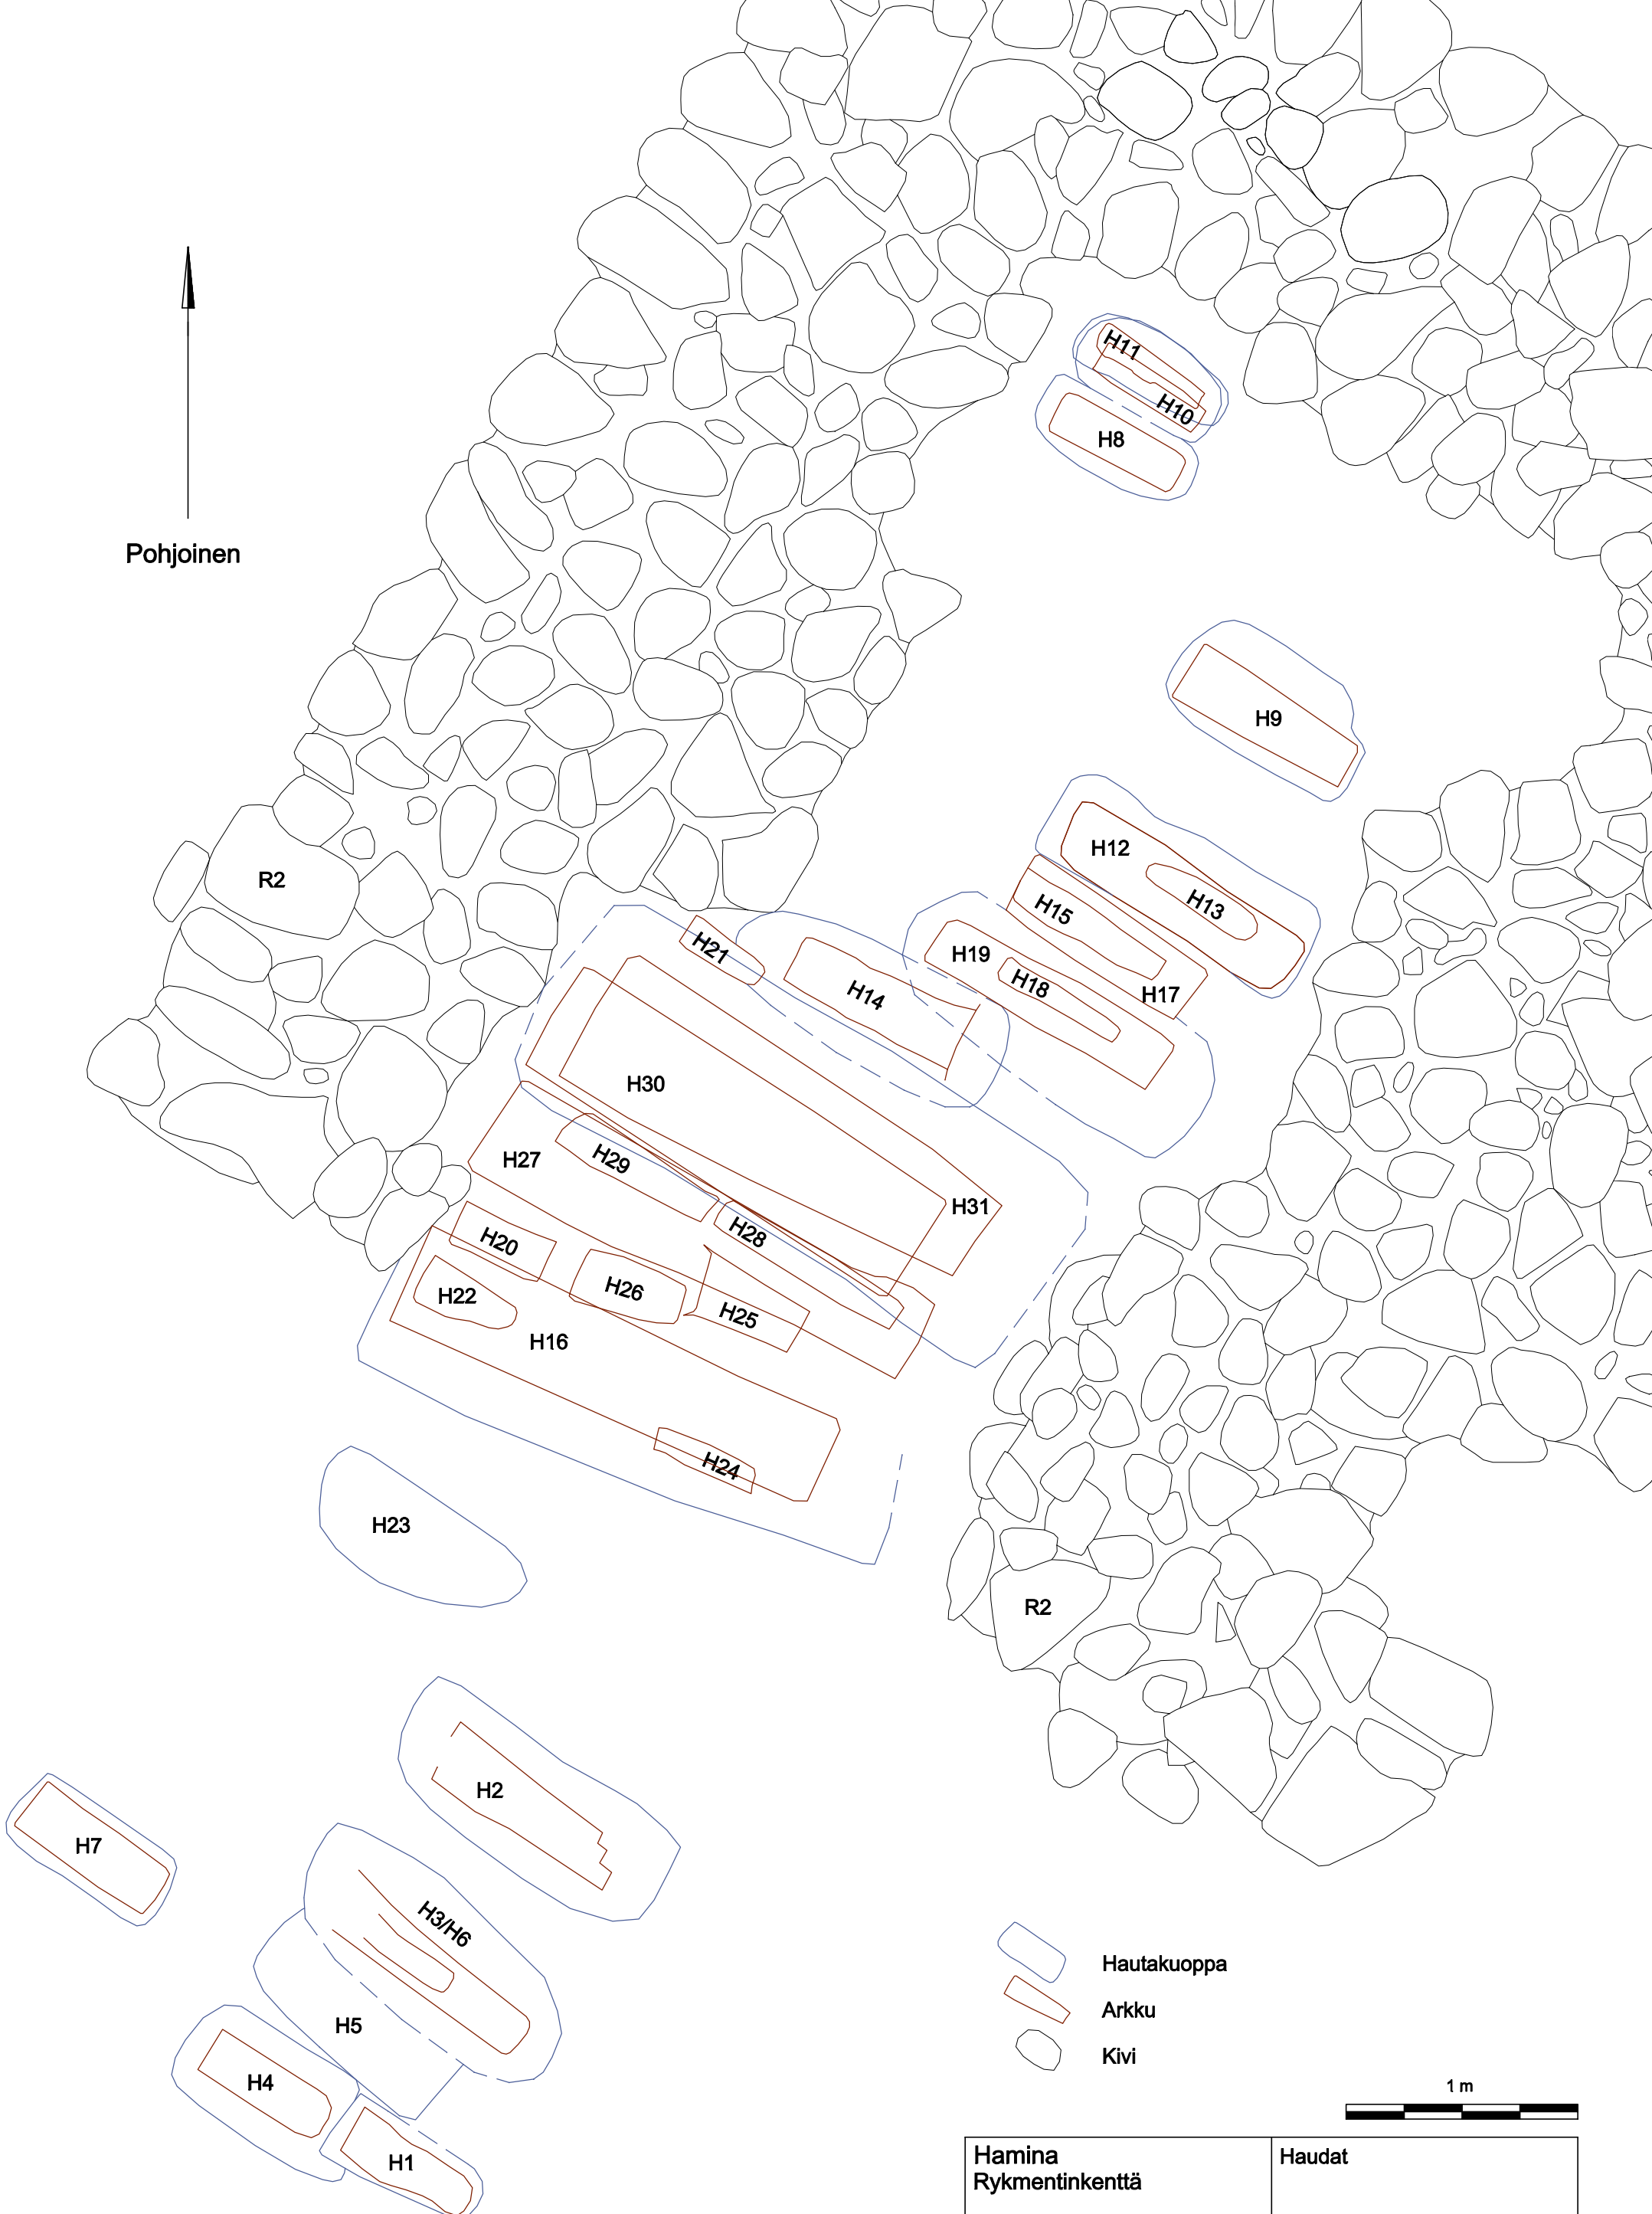 H11
H10
H8
Pohjoinen
H9
H12
R2
H13
H15
H21
H19
H18
H14
H17
H30
H29
H27
H31
H28
H20
H26
H22
H25
H16
H24
H23
R2
H2
H7
H3/H6
Hautakuoppa
Arkku
H5
Kivi
H4
1 m
H1
Hamina
Rykmentinkenttä
Haudat